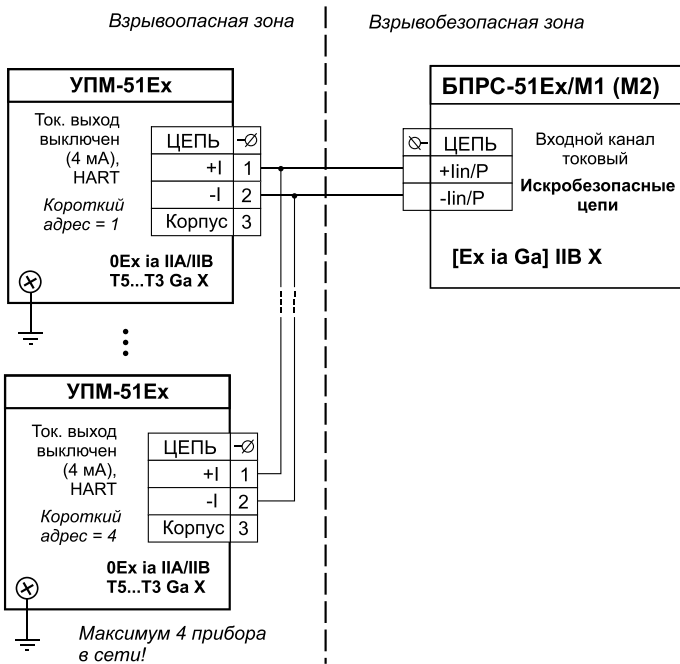 Взрывоопасная зона
Взрывобезопасная зона
УПМ-51Ex
Ток. выход
выключен
(4 мА),
HART
Короткий
адрес = 1
ЦЕПЬ
+I 1
-I 2
Корпус 3
0Ex ia IIA/IIB
T5...T3 Ga X
БПРС-51Ex/М1 (М2)
ЦЕПЬ
+Iin/P
-Iin/P
Входной канал
токовый
Искробезопасные
цепи
[Ex ia Ga] IIB X
УПМ-51Ex
Ток. выход
выключен
(4 мА),
HART
Короткий
адрес = 4
ЦЕПЬ
+I 1
-I 2
Корпус 3
0Ex ia IIA/IIB
T5...T3 Ga X
Максимум 4 прибора
в сети!